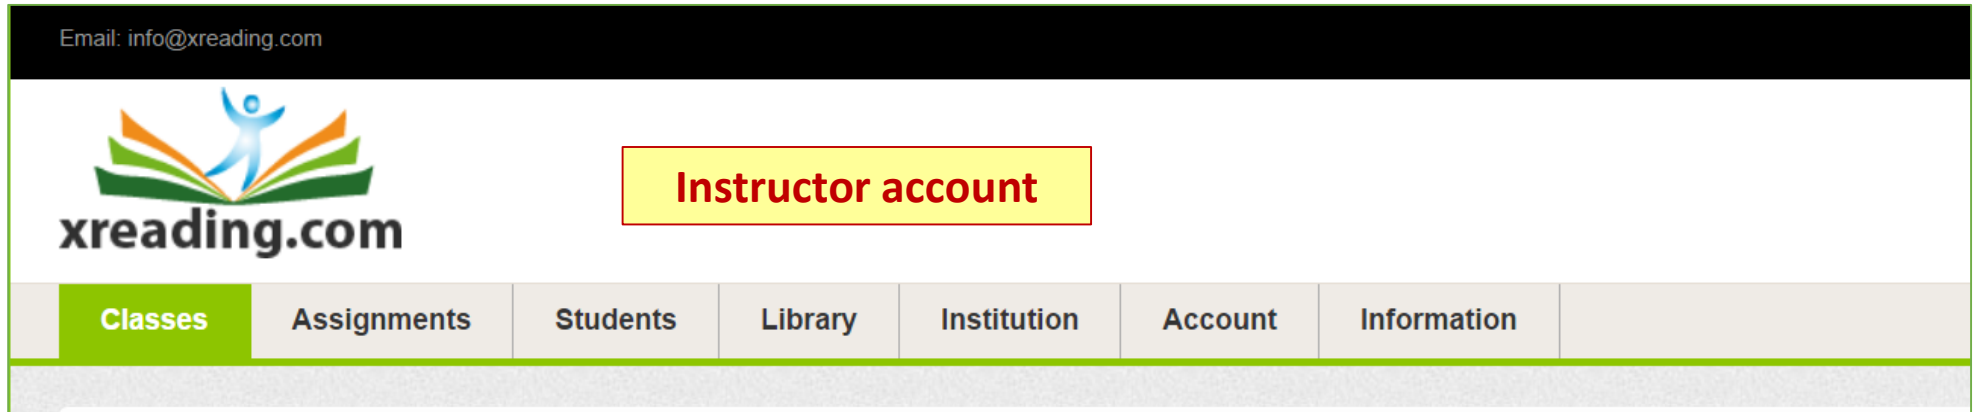 Email: info@xreading.com
xreading.com
Instructor account
Classes Assignments Students Library Institution Account Information